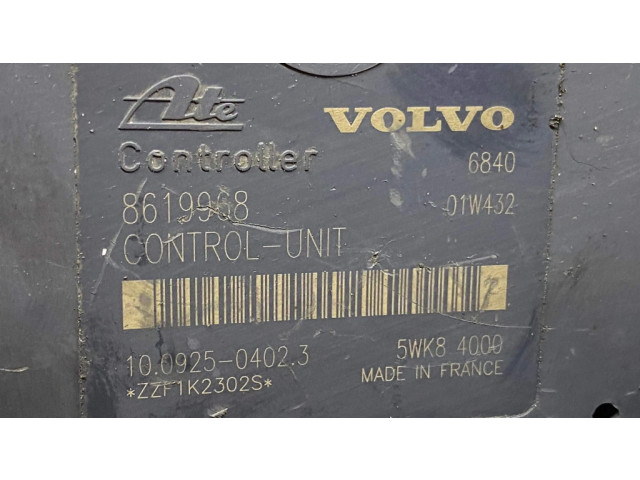 Ate VOLVO
Controller 6840
8619968 01W432
CONTROL-UNIT
10.0925-0402.3 5WK8 4000
*ZZF1K2302S* MADE IN FRANCE